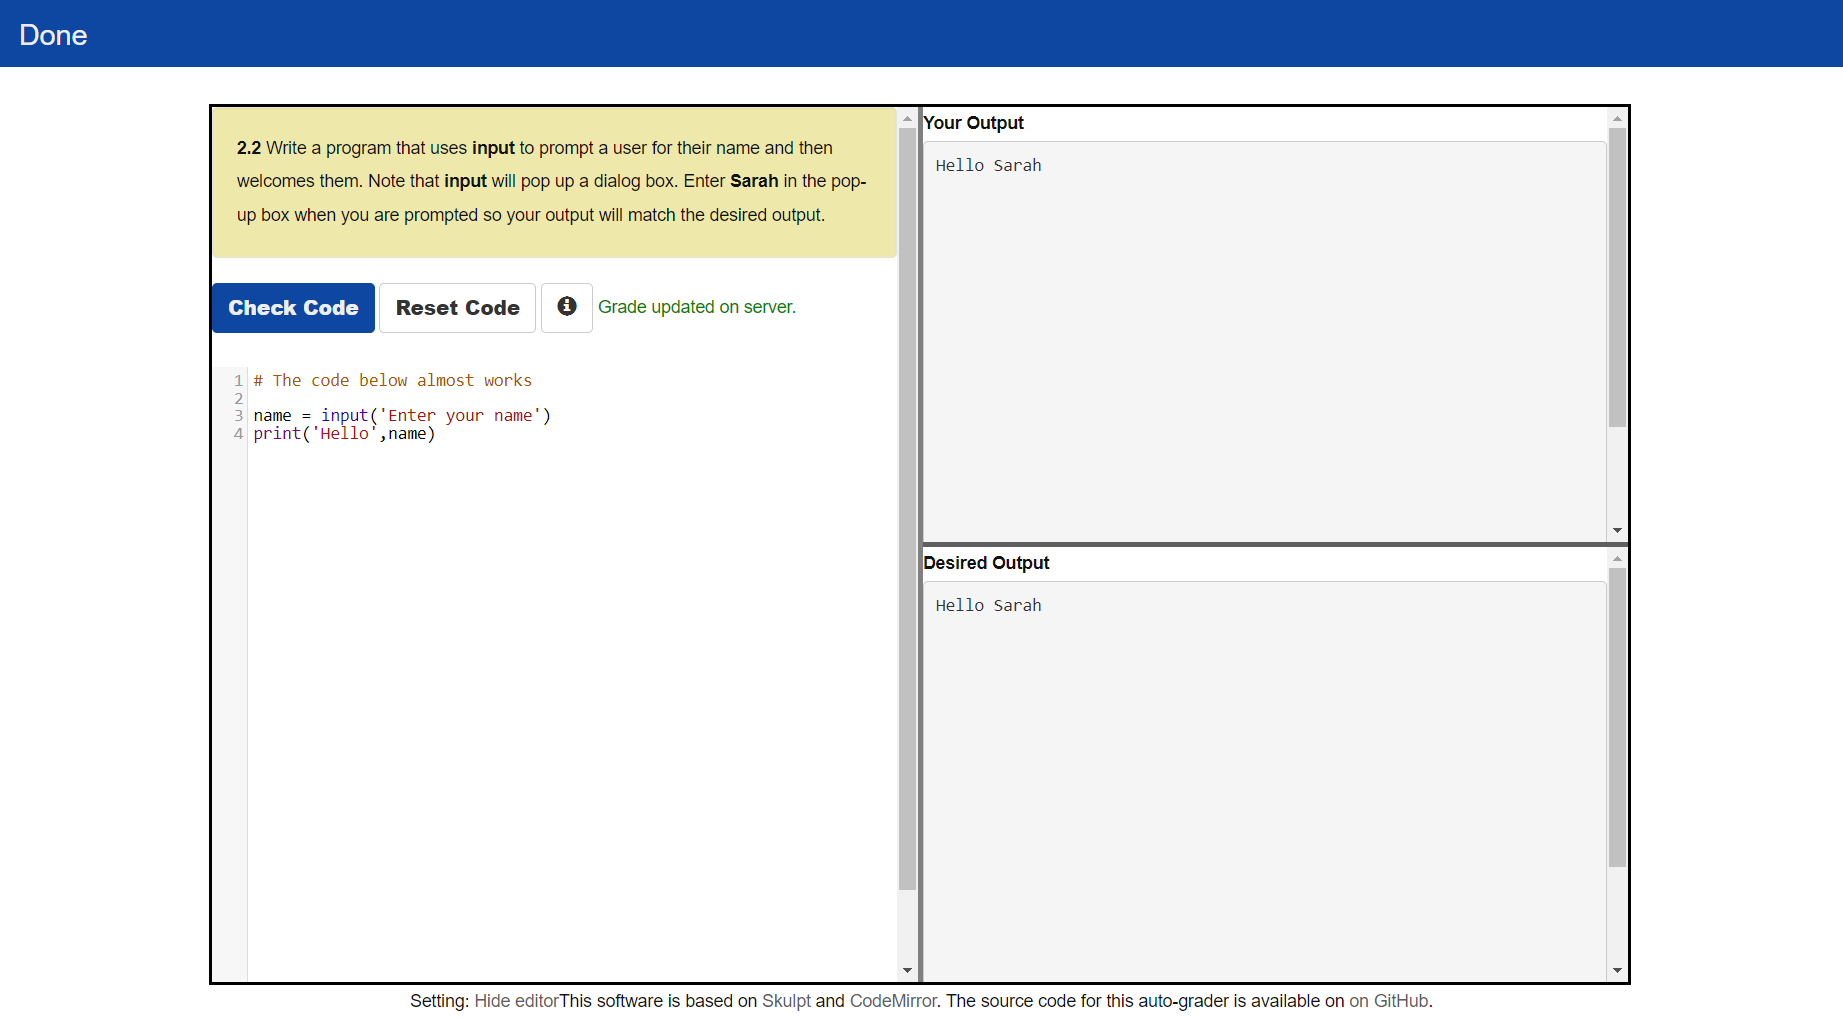 Done
2.2 Write a program that uses input to prompt a user for their name and then
welcomes them. Note that input will pop up a dialog box. Enter Sarah in the pop-
up box when you are prompted so your output will match the desired output.
Check Code Reset Code Grade updated on server.
1 # The code below almost works
2
3 name = input('Enter your name')
4 print('Hello',name)
Your Output
Hello Sarah
Desired Output
Hello Sarah
Setting: Hide editorThis software is based on Skulpt and CodeMirror. The source code for this auto-grader is available on on GitHub.